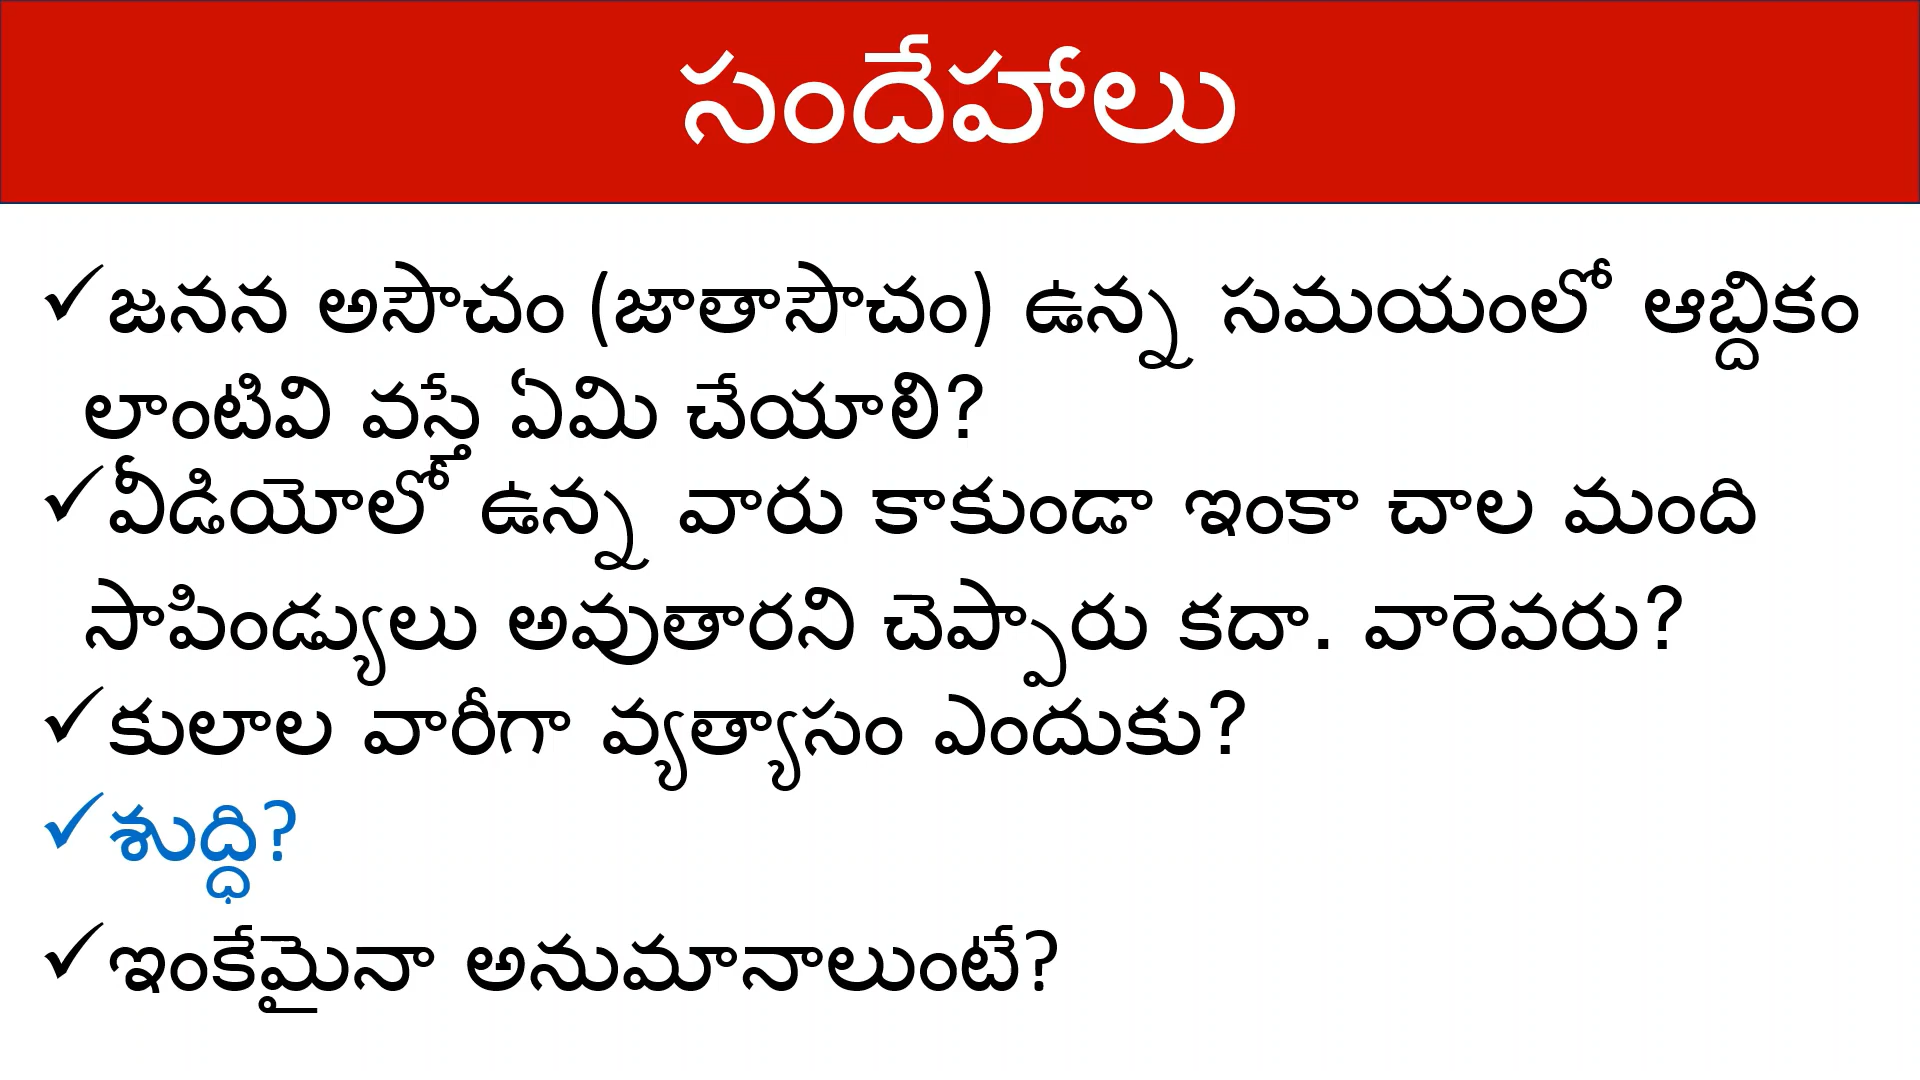 సందేహాలు
✓జనన అసౌచం (జాతాసౌచం) ఉన్న సమయంలో ఆబ్దికం
లాంటివి వస్తే ఏమి చేయాలి?
✓వీడియోలో ఉన్న వారు కాకుండా ఇంకా చాల మంది
సాపిండ్యులు అవుతారని చెప్పారు కదా. వారెవరు?
✓కులాల వారీగా వ్యత్యాసం ఎందుకు?
✓శుద్ధి?
✓ఇంకేమైనా అనుమానాలుంటే?